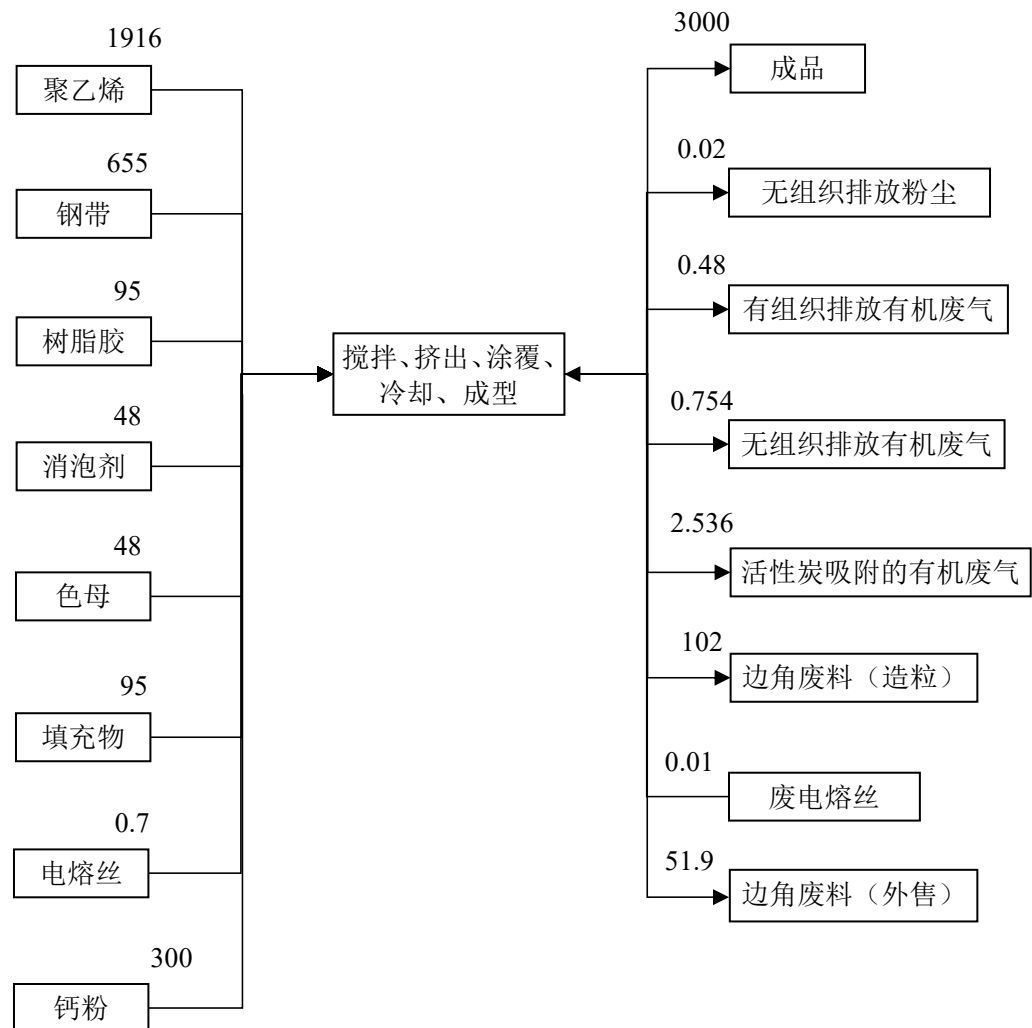 1916
聚乙烯
655
钢带
95
树脂胶
48
消泡剂
48
色母
95
填充物
0.7
电熔丝
300
钙粉
搅拌、挤出、涂覆、
冷却、成型
3000
成品
0.02
无组织排放粉尘
0.48
有组织排放有机废气
0.754
无组织排放有机废气
2.536
活性炭吸附的有机废气
102
边角废料（造粒）
0.01
废电熔丝
51.9
边角废料（外售）